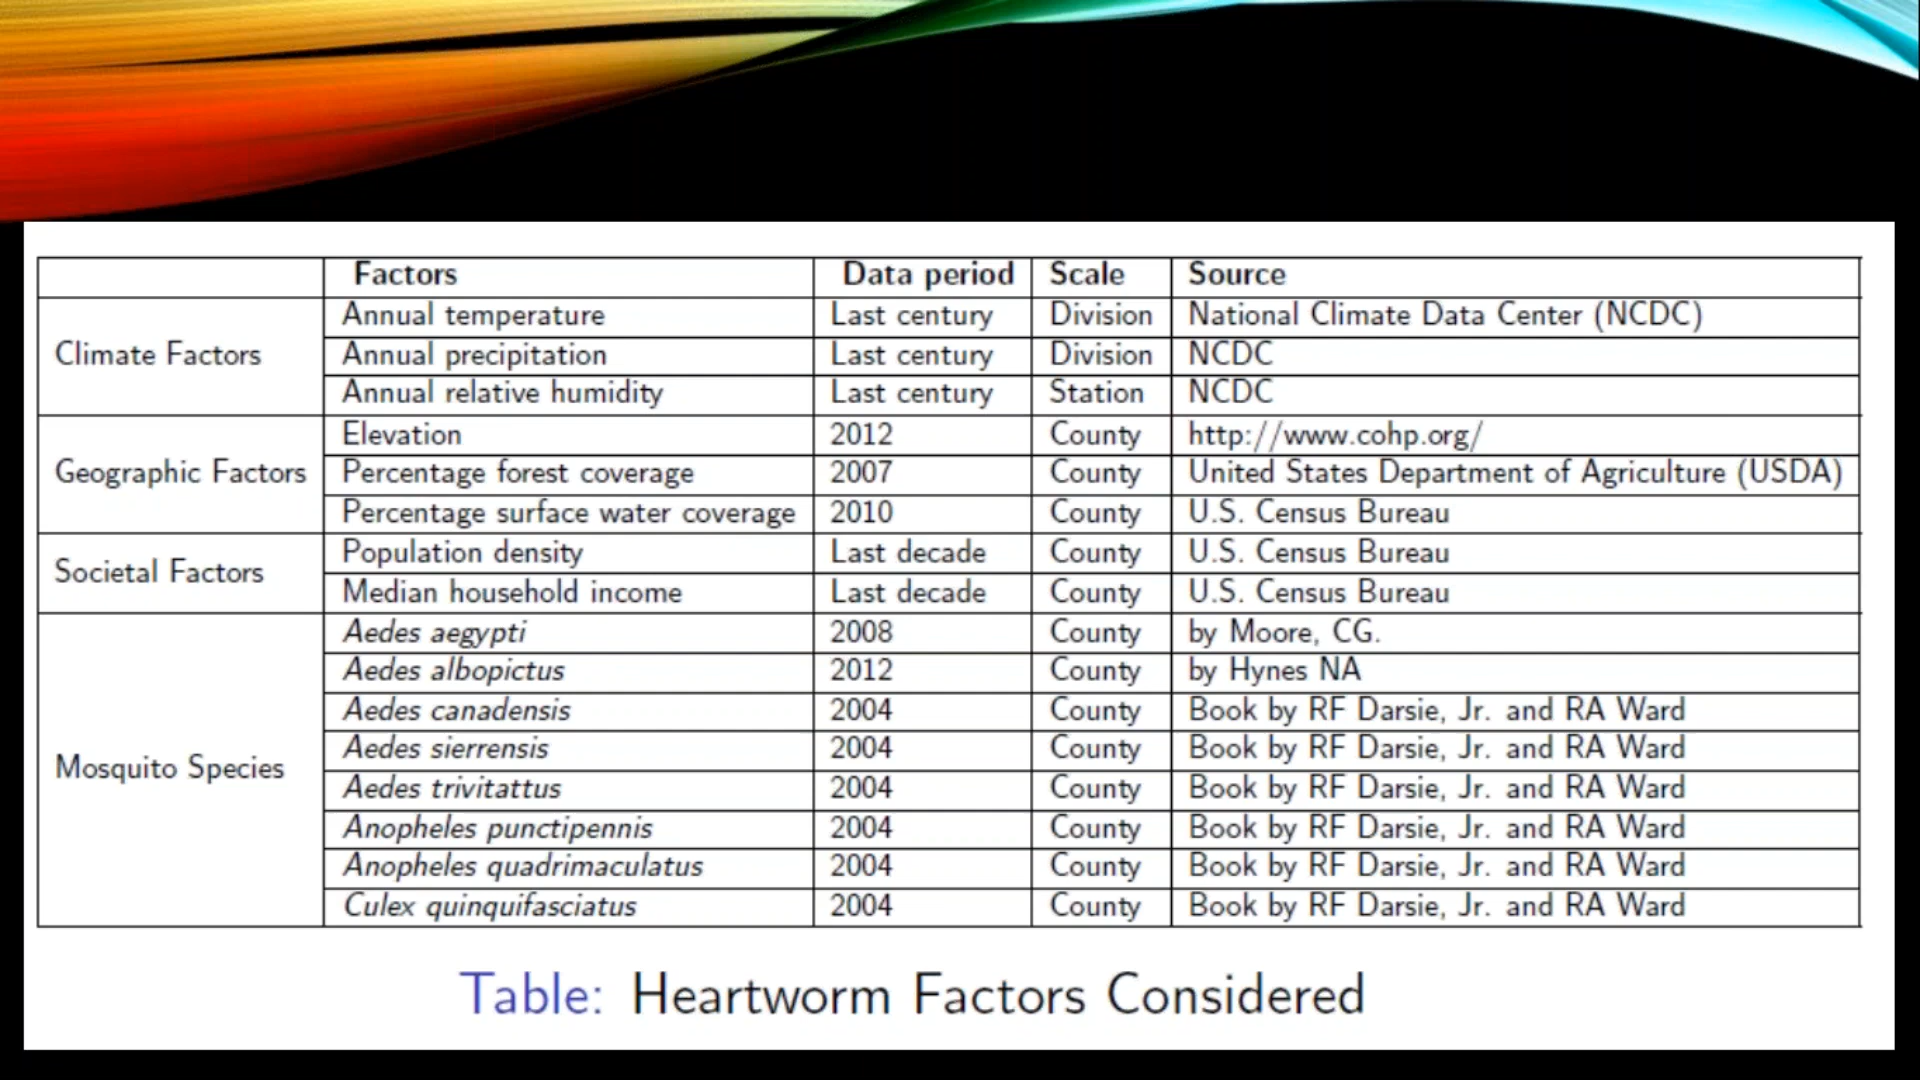 Factors Data period Scale Source
Climate Factors
Annual temperature Last century Division National Climate Data Center (NCDC)
Annual precipitation Last century Division NCDC
Annual relative humidity Last century Station NCDC
Geographic Factors
Elevation 2012 County http://www.cohp.org/
Percentage forest coverage 2007 County United States Department of Agriculture (USDA)
Percentage surface water coverage 2010 County U.S. Census Bureau
Societal Factors
Population density Last decade County U.S. Census Bureau
Median household income Last decade County U.S. Census Bureau
Mosquito Species
Aedes aegypti 2008 County by Moore, CG.
Aedes albopictus 2012 County by Hynes NA
Aedes canadensis 2004 County Book by RF Darsie, Jr. and RA Ward
Aedes sierrensis 2004 County Book by RF Darsie, Jr. and RA Ward
Aedes trivitattus 2004 County Book by RF Darsie, Jr. and RA Ward
Anopheles punctipennis 2004 County Book by RF Darsie, Jr. and RA Ward
Anopheles quadrimaculatus 2004 County Book by RF Darsie, Jr. and RA Ward
Culex quinquifasciatus 2004 County Book by RF Darsie, Jr. and RA Ward
Table: Heartworm Factors Considered